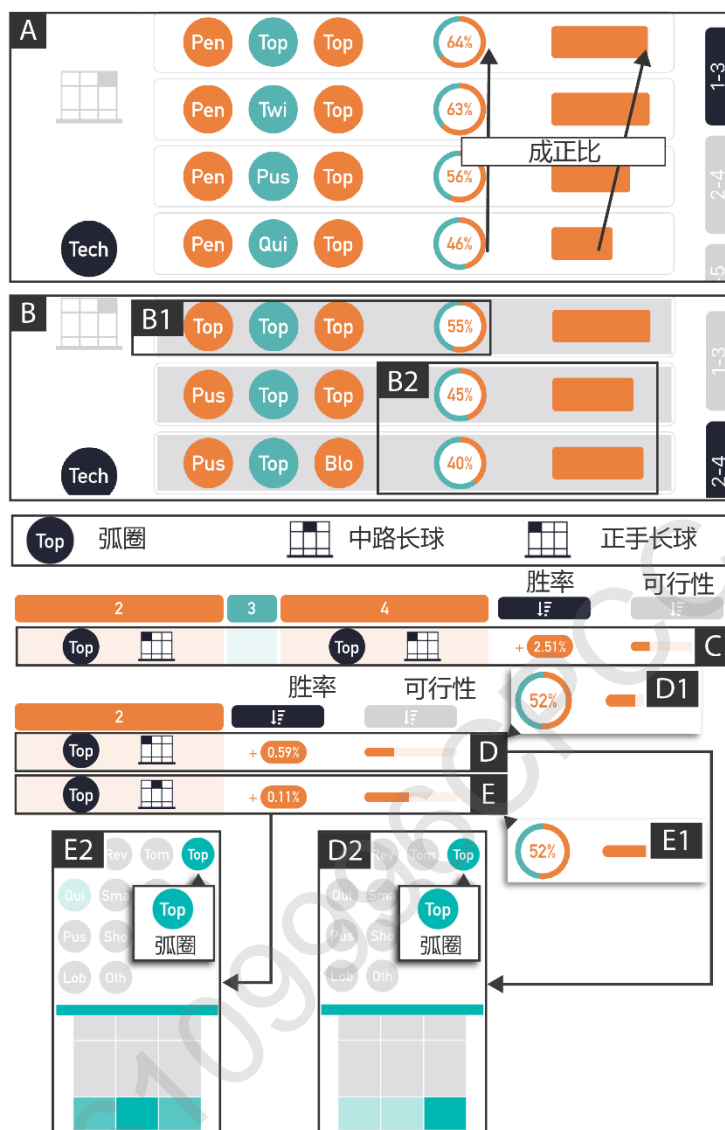 A
Pen Top Top 64%
1-3
Pen Twi Top 63%
成正比
Pen Pus Top 56%
2-4
Tech
Pen Qui Top 46%
B
B1
Top Top Top 55%
1-3
B2
Pus Top Top 45%
Tech
Pus Top Blo 40%
2-4
Top 弧圈 中路长球 正手长球
胜率 可行性
2 3 4
Top Top + 2.51% C
胜率 可行性
52% D1
2
Top + 0.59% D
Top + 0.11% E
52% E1
E2 Rev Tom Top
Qui Sma
Top
弧圈
Pus Sho
Lob Oth
D2 Rev Tom Top
Qui Sma
Top
弧圈
Pus Sho
Lob Oth